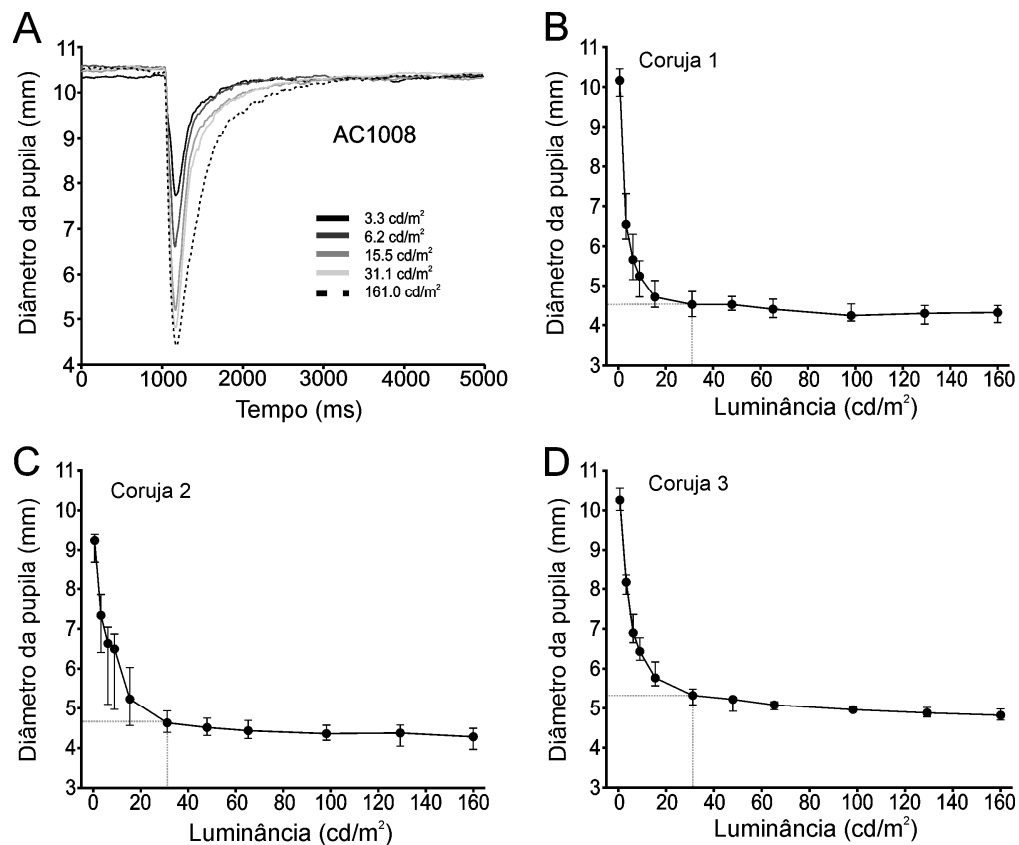 A
Diâmetro da pupila (mm)
11
10
9
8
7
6
5
4
AC1008
3.3 cd/m²
6.2 cd/m²
15.5 cd/m²
31.1 cd/m²
161.0 cd/m²
0 1000 2000 3000 4000 5000
Tempo (ms)
B
Coruja 1
Diâmetro da pupila (mm)
11
10
9
8
7
6
5
4
3
0 20 40 60 80 100 120 140 160
Luminância (cd/m²)
C
Coruja 2
Diâmetro da pupila (mm)
11
10
9
8
7
6
5
4
3
0 20 40 60 80 100 120 140 160
Luminância (cd/m²)
D
Coruja 3
Diâmetro da pupila (mm)
11
10
9
8
7
6
5
4
3
0 20 40 60 80 100 120 140 160
Luminância (cd/m²)